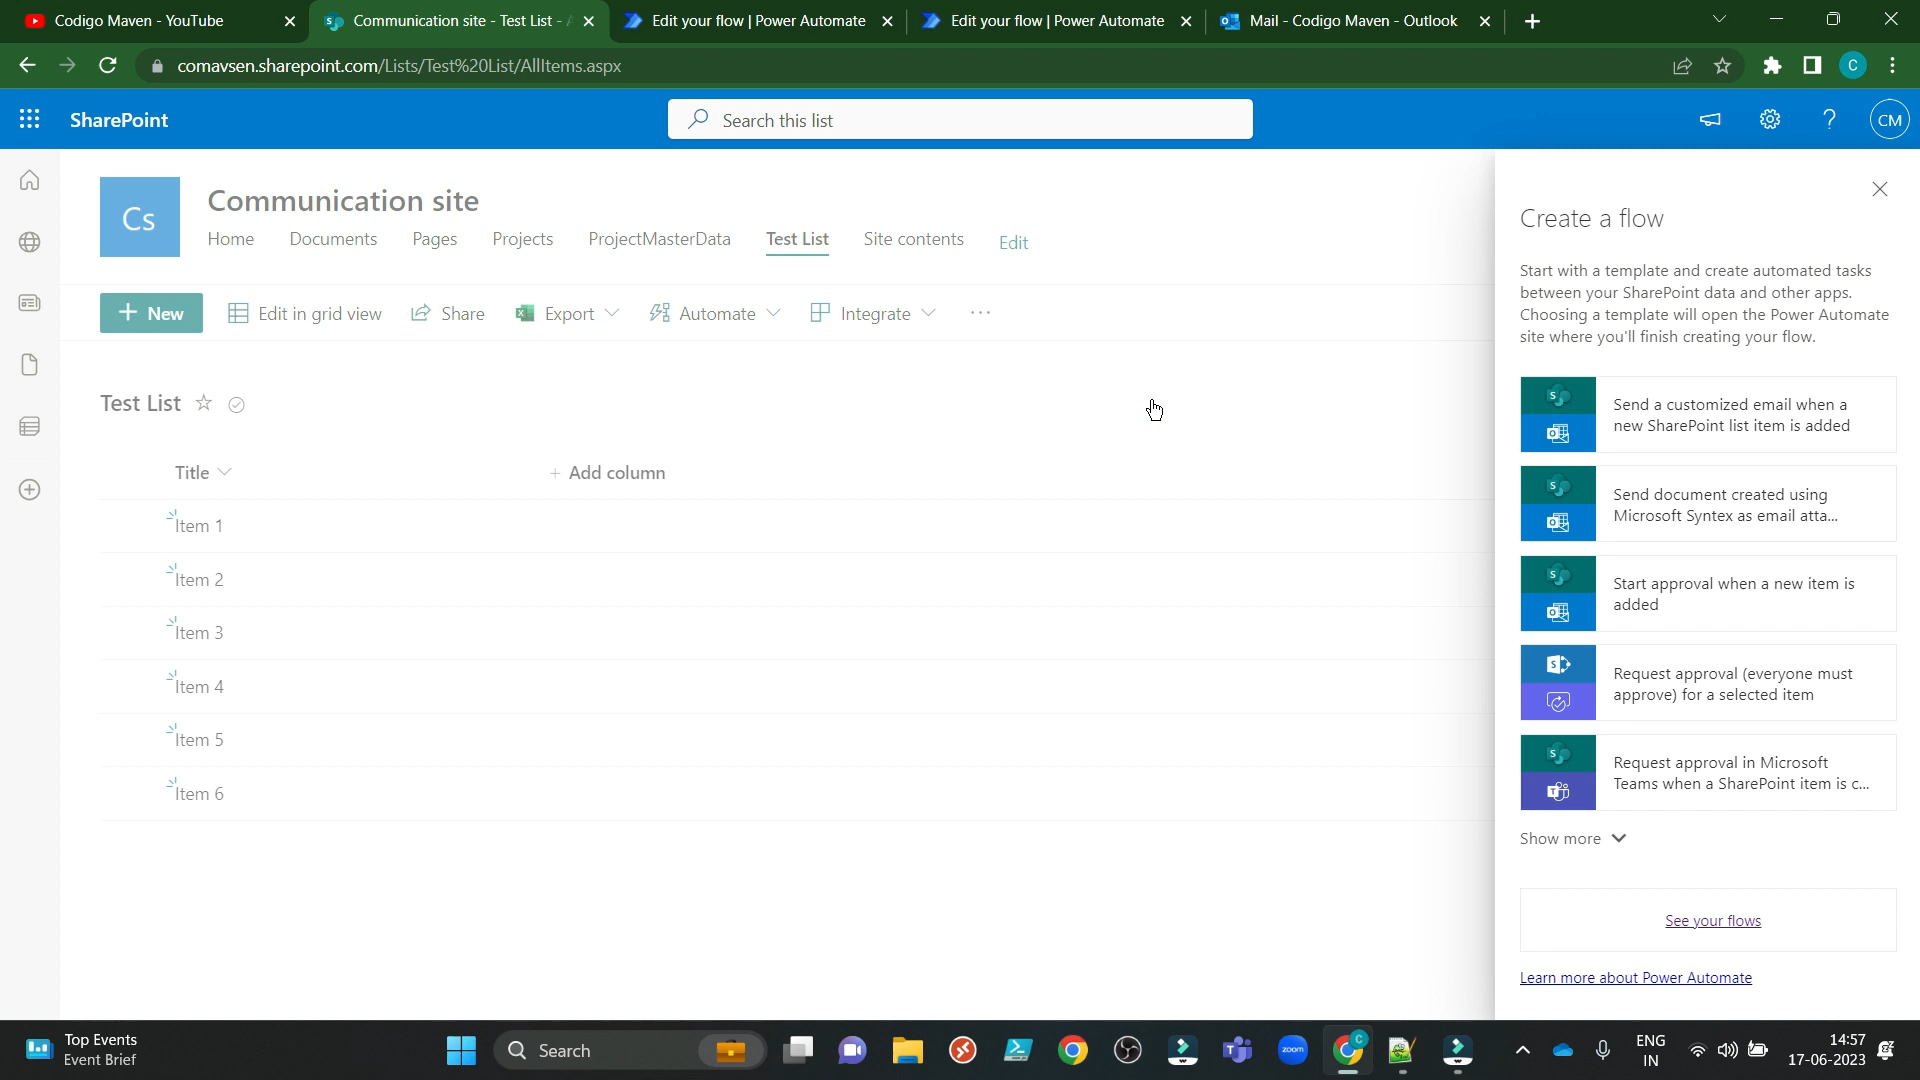 Codigo Maven - YouTube
Communication site - Test List - A
Edit your flow | Power Automate
Edit your flow | Power Automate
Mail - Codigo Maven - Outlook
comavsen.sharepoint.com/Lists/Test%20List/AllItems.aspx
C
SharePoint
Search this list
CM
Cs
Communication site
Home
Documents
Pages
Projects
ProjectMasterData
Test List
Site contents
Edit
+ New
Edit in grid view
Share
Export
Automate
Integrate
...
Test List
Title
+ Add column
Item 1
Item 2
Item 3
Item 4
Item 5
Item 6
Create a flow
Start with a template and create automated tasks
between your SharePoint data and other apps.
Choosing a template will open the Power Automate
site where you'll finish creating your flow.
Send a customized email when a
new SharePoint list item is added
Send document created using
Microsoft Syntex as email atta...
Start approval when a new item is
added
Request approval (everyone must
approve) for a selected item
Request approval in Microsoft
Teams when a SharePoint item is c...
Show more
See your flows
Learn more about Power Automate
Top Events
Event Brief
Search
zoom
C
ENG
IN
14:57
17-06-2023